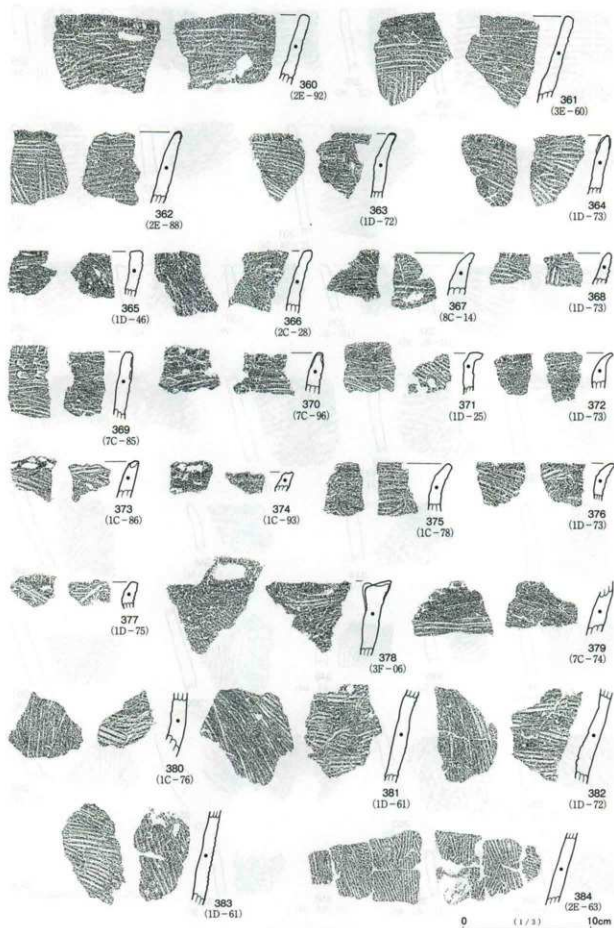 360
(2E-92)
361
(3E-60)
362
(2E-88)
363
(1D-72)
364
(1D-73)
365
(1D-46)
366
(2C-28)
367
(8C-14)
368
(1D-73)
369
(7C-85)
370
(7C-96)
371
(1D-25)
372
(1D-73)
373
(1C-86)
374
(1C-93)
375
(1C-78)
376
(1D-73)
377
(1D-75)
378
(3F-06)
379
(7C-74)
380
(1C-76)
381
(1D-61)
382
(1D-72)
383
(1D-61)
384
(2E-63)
0 (1/3) 10cm